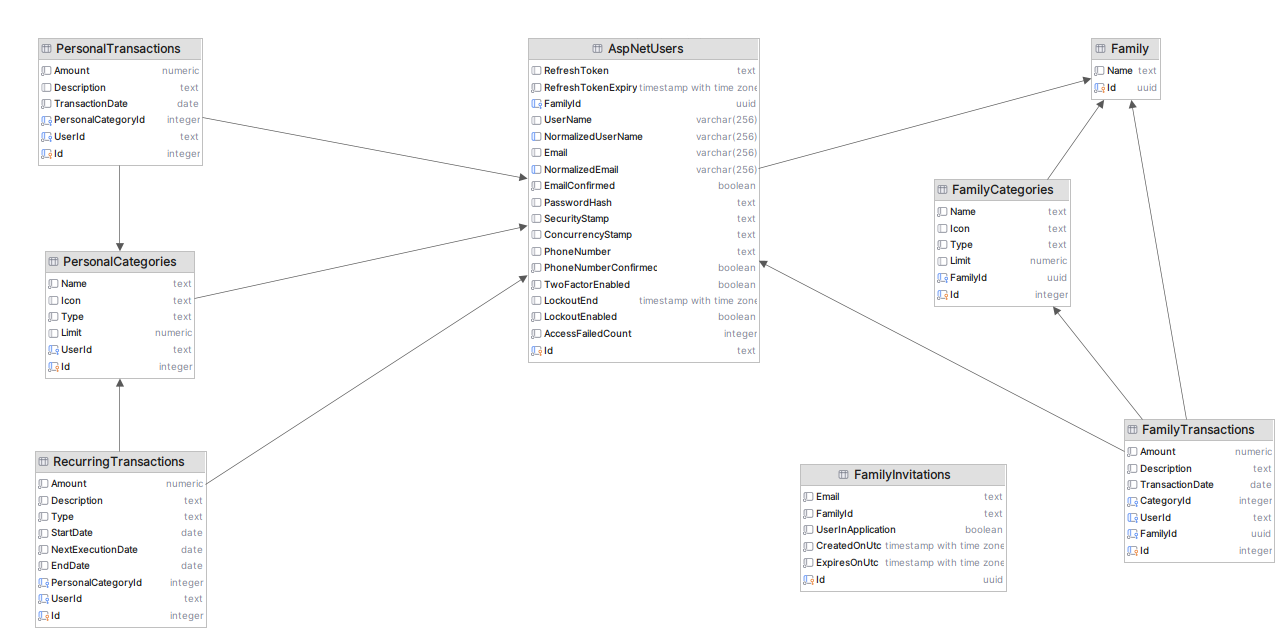 PersonalTransactions
Amount numeric
Description text
TransactionDate date
PersonalCategoryId integer
UserId text
Id integer
PersonalCategories
Name text
Icon text
Type text
Limit numeric
UserId text
Id integer
RecurringTransactions
Amount numeric
Description text
Type text
StartDate date
NextExecutionDate date
EndDate date
PersonalCategoryId integer
UserId text
Id integer
AspNetUsers
RefreshToken text
RefreshTokenExpiry timestamp with time zone
FamilyId uuid
UserName varchar(256)
NormalizedUserName varchar(256)
Email varchar(256)
NormalizedEmail varchar(256)
EmailConfirmed boolean
PasswordHash text
SecurityStamp text
ConcurrencyStamp text
PhoneNumber text
PhoneNumberConfirmed boolean
TwoFactorEnabled boolean
LockoutEnd timestamp with time zone
LockoutEnabled boolean
AccessFailedCount integer
Id text
Family
Name text
Id uuid
FamilyCategories
Name text
Icon text
Type text
Limit numeric
FamilyId uuid
Id integer
FamilyTransactions
Amount numeric
Description text
TransactionDate date
CategoryId integer
UserId text
FamilyId uuid
Id integer
FamilyInvitations
Email text
FamilyId text
UserInApplication boolean
CreatedOnUtc timestamp with time zone
ExpiresOnUtc timestamp with time zone
Id uuid